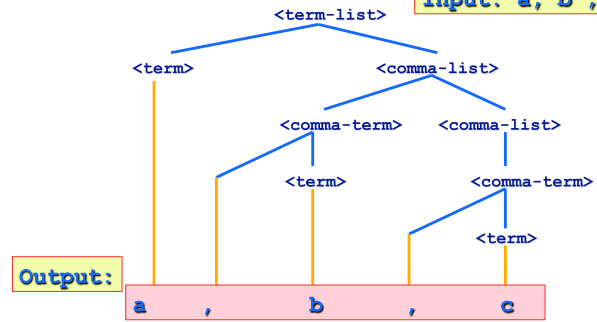 Input: a, b ,
<term-list>
<term> <comma-list>
<comma-term> <comma-list>
<term> <comma-term>
<term>
Output:
a , b , c